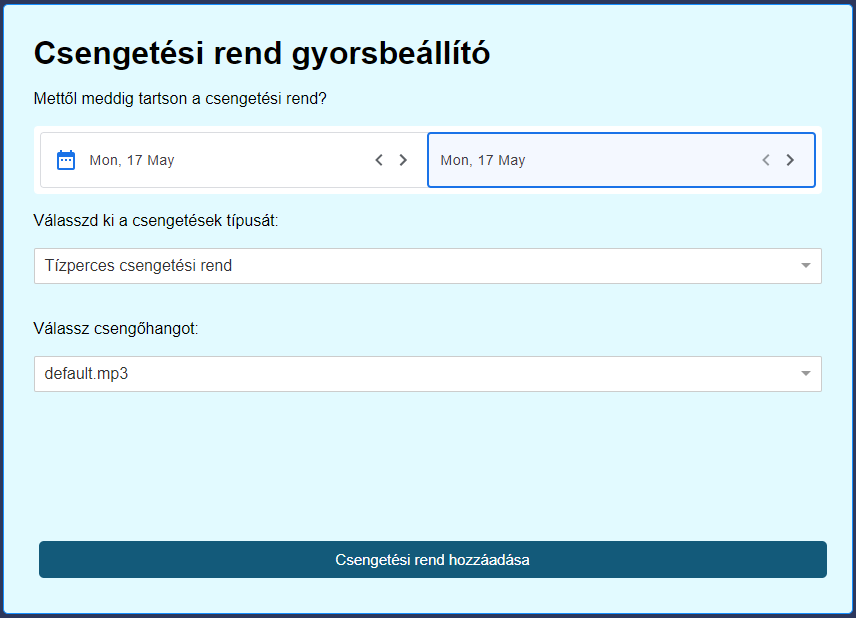 Csengetési rend gyorsbeállító
Mettől meddig tartson a csengetési rend?
Mon, 17 May
Mon, 17 May
Válasszd ki a csengetések típusát:
Tízperces csengetési rend
Válassz csengőhangot:
default.mp3
Csengetési rend hozzáadása